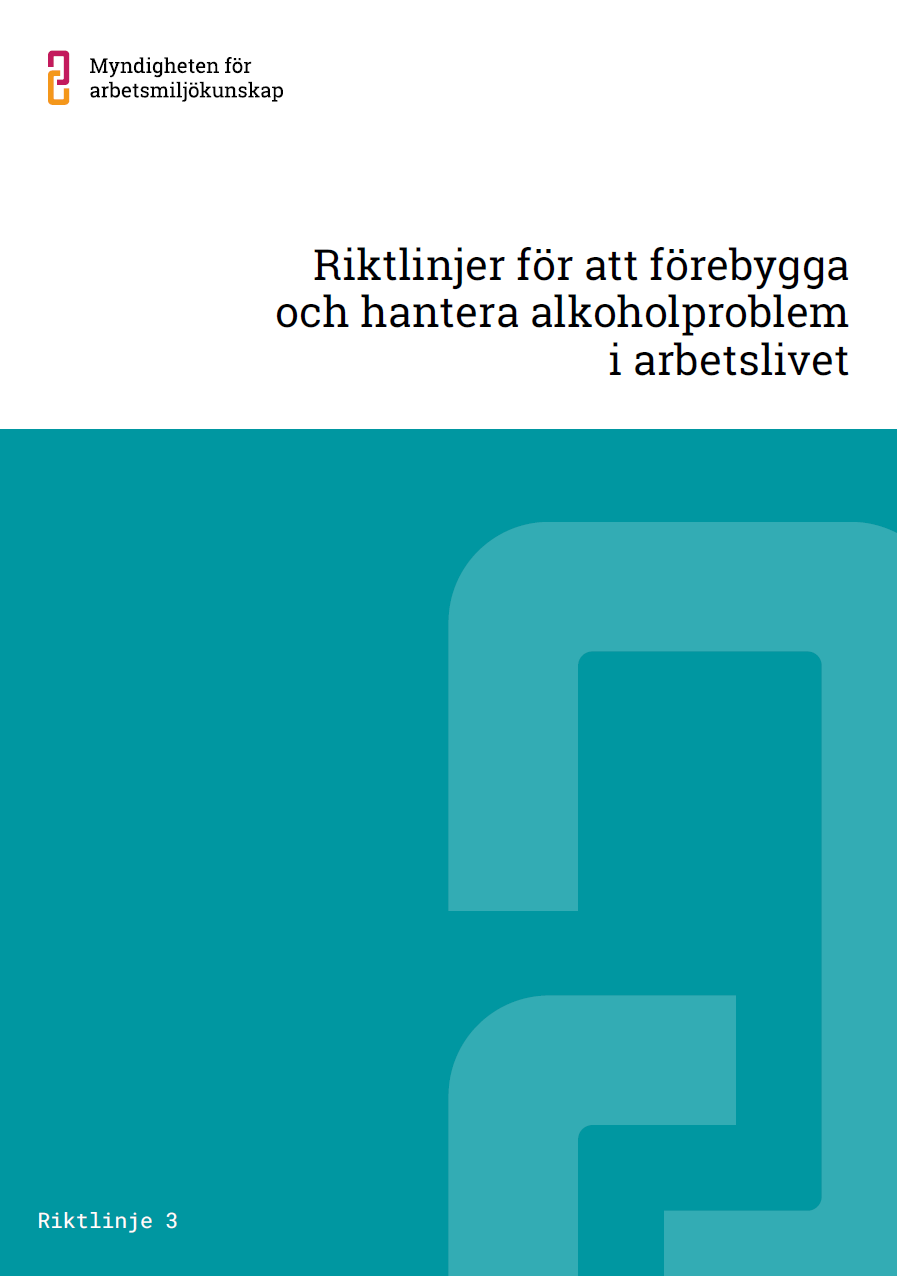 Myndigheten för
arbetsmiljökunskap
Riktlinjer för att förebygga
och hantera alkoholproblem
i arbetslivet
Riktlinje 3